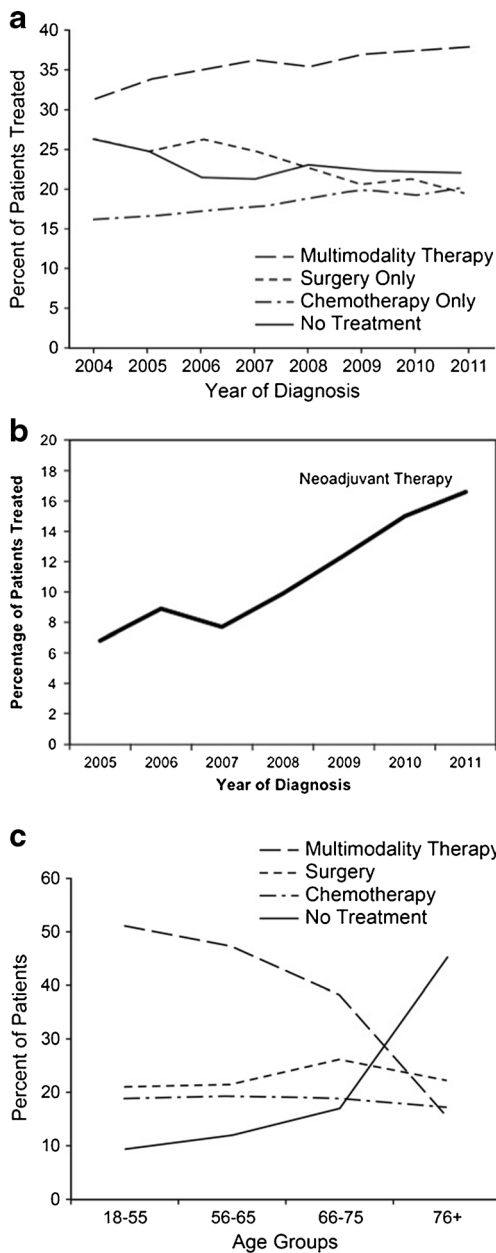 a
40
35
30
25
20
15
10
5
0
Percent of Patients Treated
Multimodality Therapy
Surgery Only
Chemotherapy Only
No Treatment
2004 2005 2006 2007 2008 2009 2010 2011
Year of Diagnosis
b
20
18
16
14
12
10
8
6
4
2
0
Percentage of Patients Treated
Neoadjuvant Therapy
2005 2006 2007 2008 2009 2010 2011
Year of Diagnosis
c
Multimodality Therapy
Surgery
Chemotherapy
No Treatment
60
50
40
30
20
10
0
Percent of Patients
18-55 56-65 66-75 76+
Age Groups